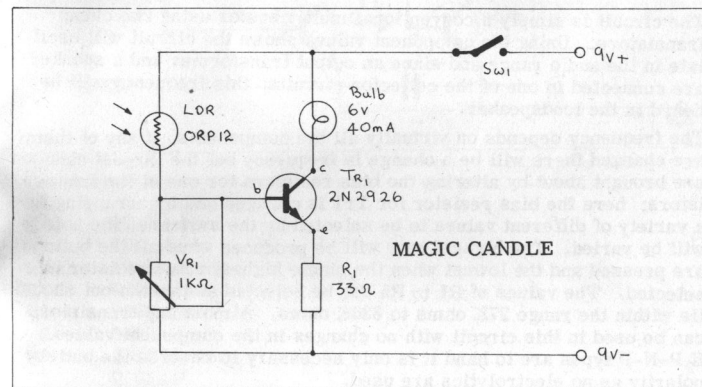 9V+
SW1
LDR
ORP12
Bulb
6V
40mA
c
TR1
2N2926
b
e
MAGIC CANDLE
VR1
1KΩ
R1
33Ω
9V-